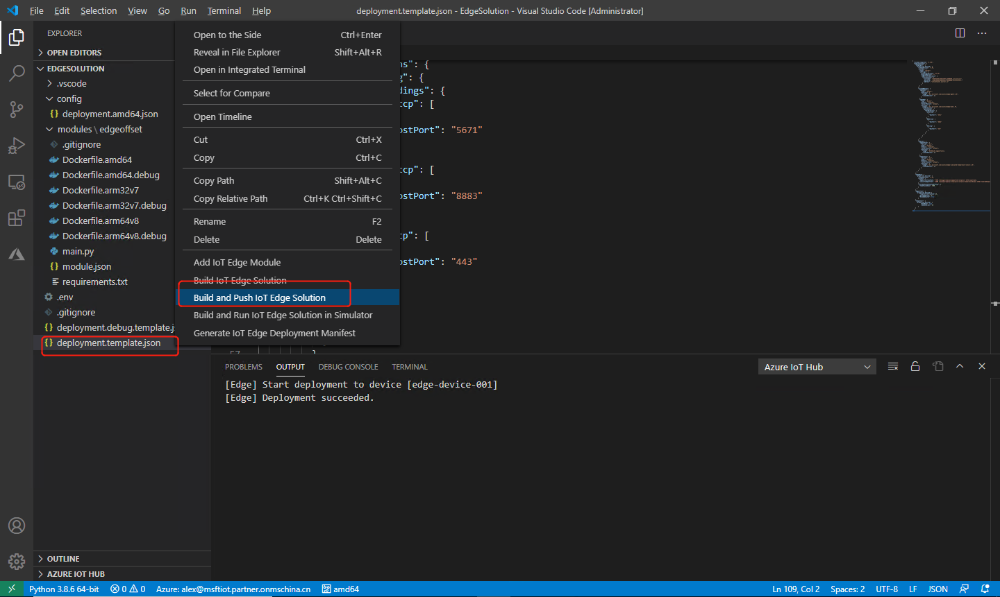 File Edit Selection View Go Run Terminal Help
deployment.template.json - EdgeSolution - Visual Studio Code [Administrator]
EXPLORER
OPEN EDITORS
EDGESOLUTION
.vscode
config
{} deployment.amd64.json
modules \ edgeoffset
.gitignore
Dockerfile.amd64
Dockerfile.amd64.debug
Dockerfile.arm32v7
Dockerfile.arm32v7.debug
Dockerfile.arm64v8
Dockerfile.arm64v8.debug
main.py
{} module.json
requirements.txt
.env
.gitignore
{} deployment.debug.template.j
{} deployment.template.json
OUTLINE
AZURE IOT HUB
Open to the Side Ctrl+Enter
Reveal in File Explorer Shift+Alt+R
Open in Integrated Terminal
Select for Compare
Open Timeline
Cut Ctrl+X
Copy Ctrl+C
Copy Path Shift+Alt+C
Copy Relative Path Ctrl+K Ctrl+Shift+C
Rename F2
Delete Delete
Add IoT Edge Module
Build IoT Edge Solution
Build and Push IoT Edge Solution
Build and Run IoT Edge Solution in Simulator
Generate IoT Edge Deployment Manifest
ns": {
g": {
dings": {
tcp": [
ostPort": "5671"
tcp": [
ostPort": "8883"
cp": [
ostPort": "443"
57 }
PROBLEMS OUTPUT DEBUG CONSOLE TERMINAL
Azure IoT Hub
[Edge] Start deployment to device [edge-device-001]
[Edge] Deployment succeeded.
Python 3.8.6 64-bit 0 0 Azure: alex@msftiot.partner.onmschina.cn amd64
Ln 109, Col 2 Spaces: 2 UTF-8 LF JSON